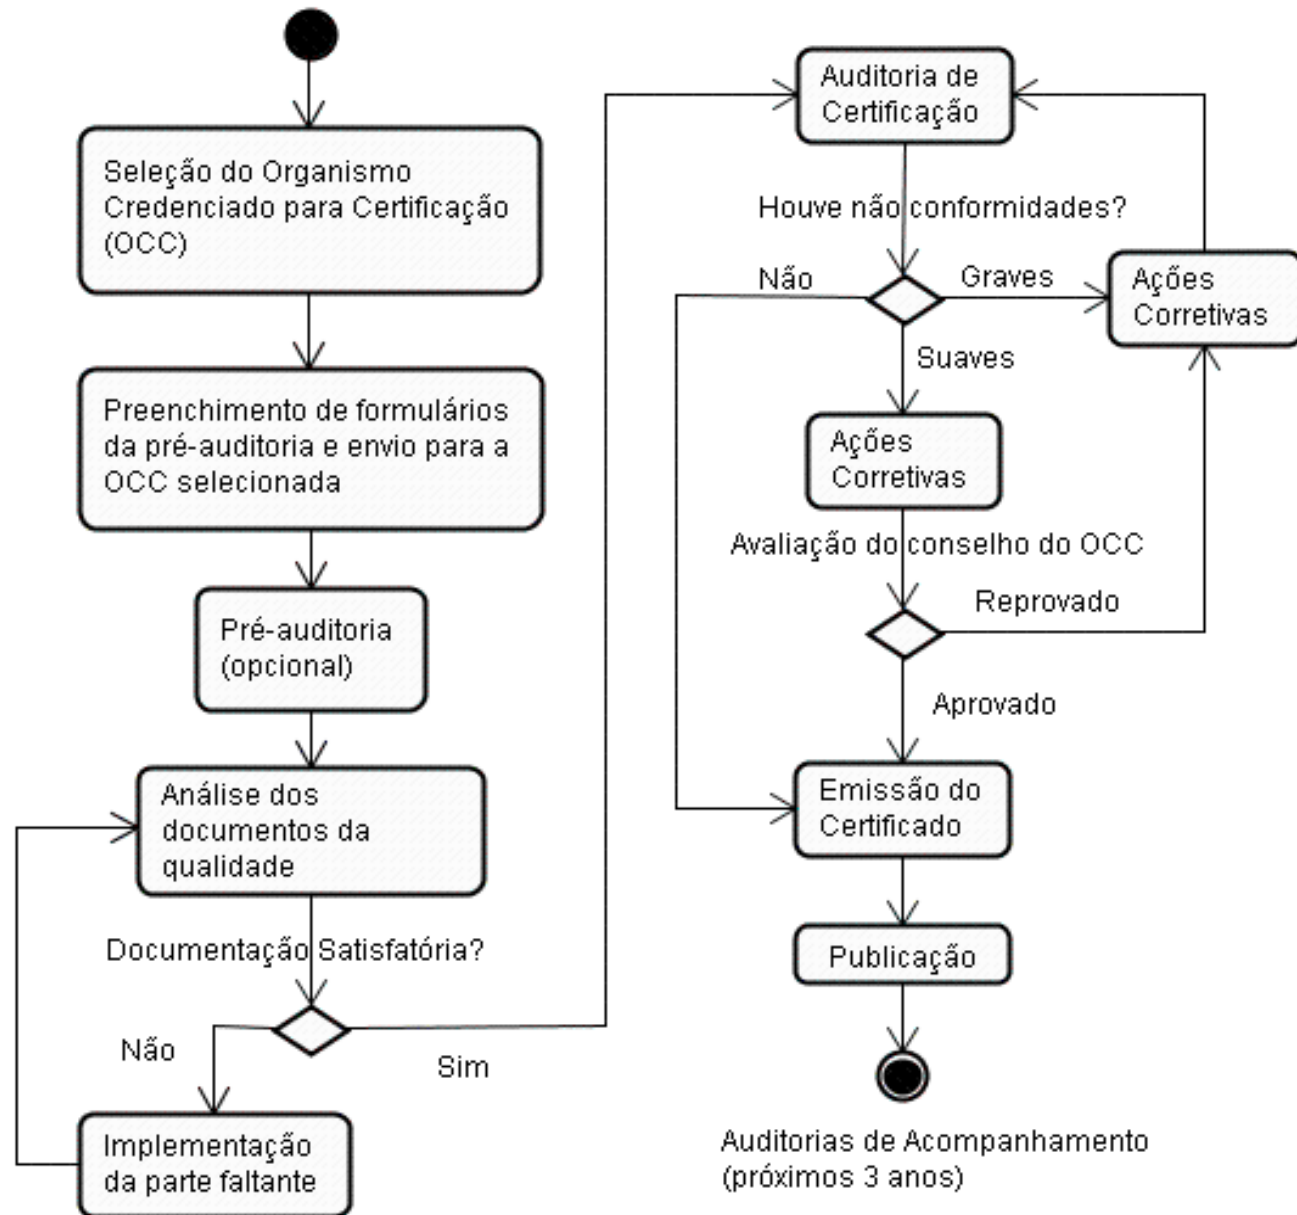 Seleção do Organismo
Credenciado para Certificação
(OCC)
Preenchimento de formulários
da pré-auditoria e envio para a
OCC selecionada
Pré-auditoria
(opcional)
Análise dos
documentos da
qualidade
Documentação Satisfatória?
Não
Sim
Implementação
da parte faltante
Auditoria de
Certificação
Houve não conformidades?
Não
Graves
Ações
Corretivas
Suaves
Ações
Corretivas
Avaliação do conselho do OCC
Reprovado
Aprovado
Emissão do
Certificado
Publicação
Auditorias de Acompanhamento
(próximos 3 anos)